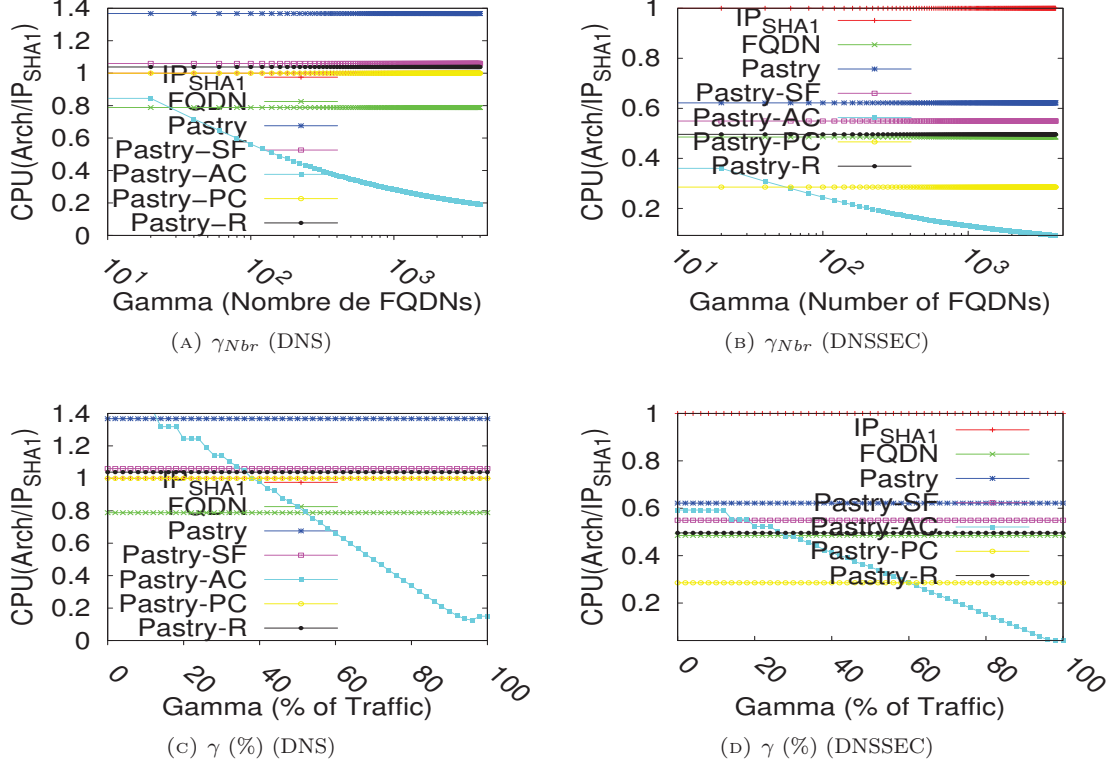 CPU(Arch/IP_SHA1)
1.4
1.2
1
0.8
0.6
0.4
0.2
0
10^1
10^2
10^3
IP_SHA1
FQDN
Pastry
Pastry−SF
Pastry−AC
Pastry−PC
Pastry−R
Gamma (Nombre de FQDNs)
(A) γ_Nbr (DNS)
CPU(Arch/IP_SHA1)
1
0.8
0.6
0.4
0.2
10^1
10^2
10^3
IP_SHA1
FQDN
Pastry
Pastry-SF
Pastry-AC
Pastry-PC
Pastry-R
Gamma (Number of FQDNs)
(B) γ_Nbr (DNSSEC)
CPU(Arch/IP_SHA1)
1.4
1.2
1
0.8
0.6
0.4
0.2
0
0
20
40
60
80
100
IP_SHA1
FQDN
Pastry
Pastry-SF
Pastry-AC
Pastry-PC
Pastry-R
Gamma (% of Traffic)
(C) γ (%) (DNS)
CPU(Arch/IP_SHA1)
1
0.8
0.6
0.4
0.2
0
20
40
60
80
100
IP_SHA1
FQDN
Pastry
Pastry-SF
Pastry-AC
Pastry-PC
Pastry-R
Gamma (% of Traffic)
(D) γ (%) (DNSSEC)